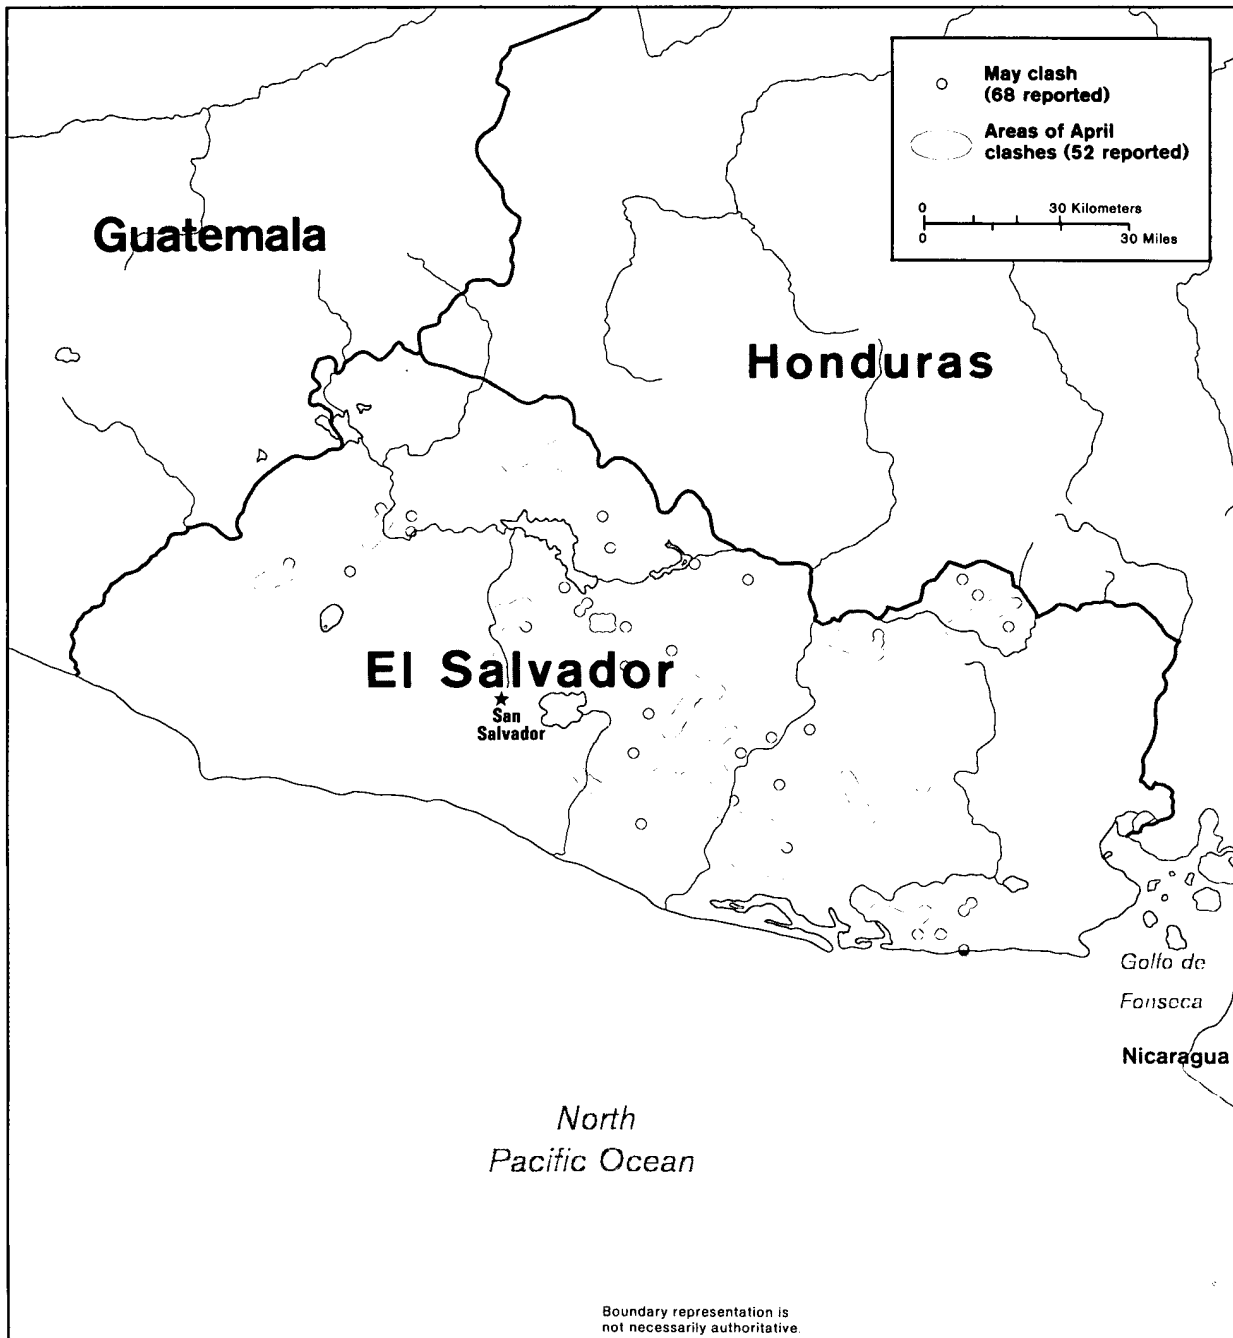 May clash
(68 reported)
Areas of April
clashes (52 reported)
0 30 Kilometers
0 30 Miles
Guatemala
Honduras
El Salvador
San
Salvador
Golfo de
Fonseca
Nicaragua
North
Pacific Ocean
Boundary representation is
not necessarily authoritative.